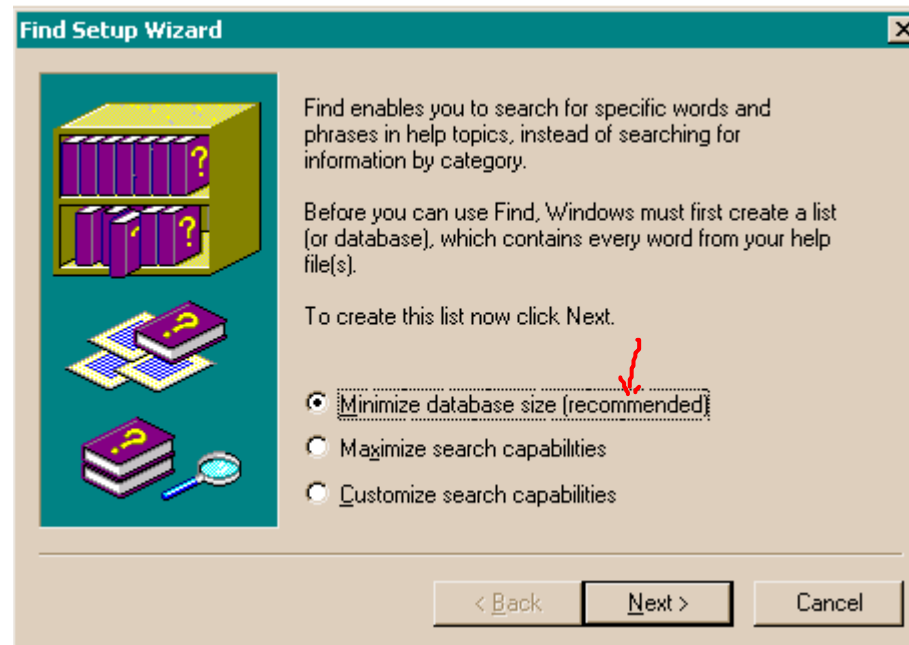 Find Setup Wizard
Find enables you to search for specific words and
phrases in help topics, instead of searching for
information by category.
Before you can use Find, Windows must first create a list
(or database), which contains every word from your help
file(s).
To create this list now click Next.
Minimize database size (recommended)
Maximize search capabilities
Customize search capabilities
< Back
Next >
Cancel